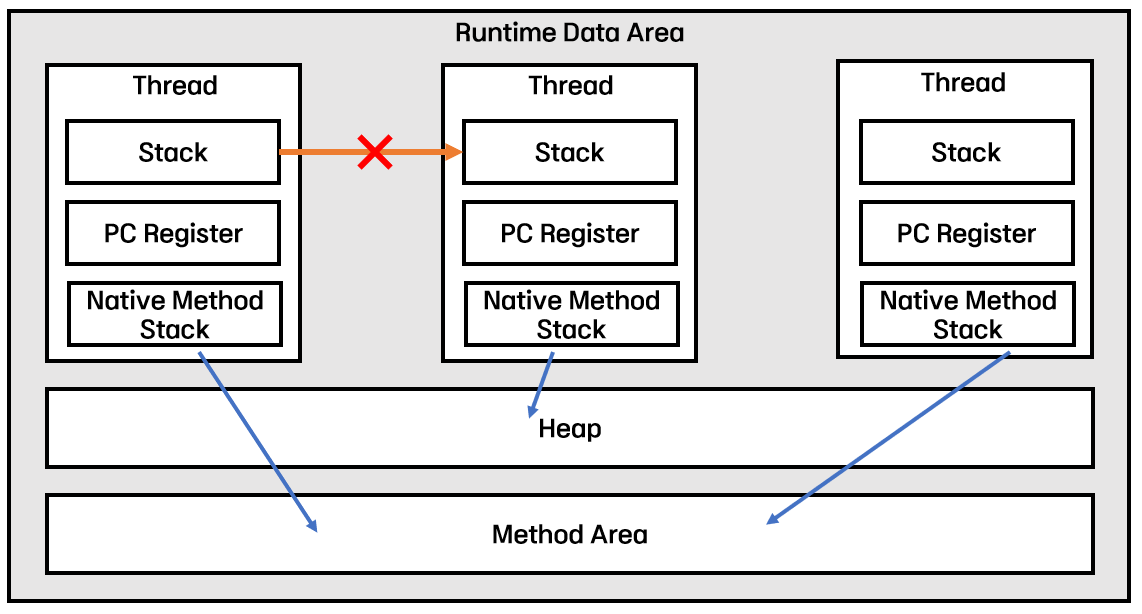 Runtime Data Area
Thread
Stack
PC Register
Native Method
Stack
Thread
Stack
PC Register
Native Method
Stack
Thread
Stack
PC Register
Native Method
Stack
Heap
Method Area